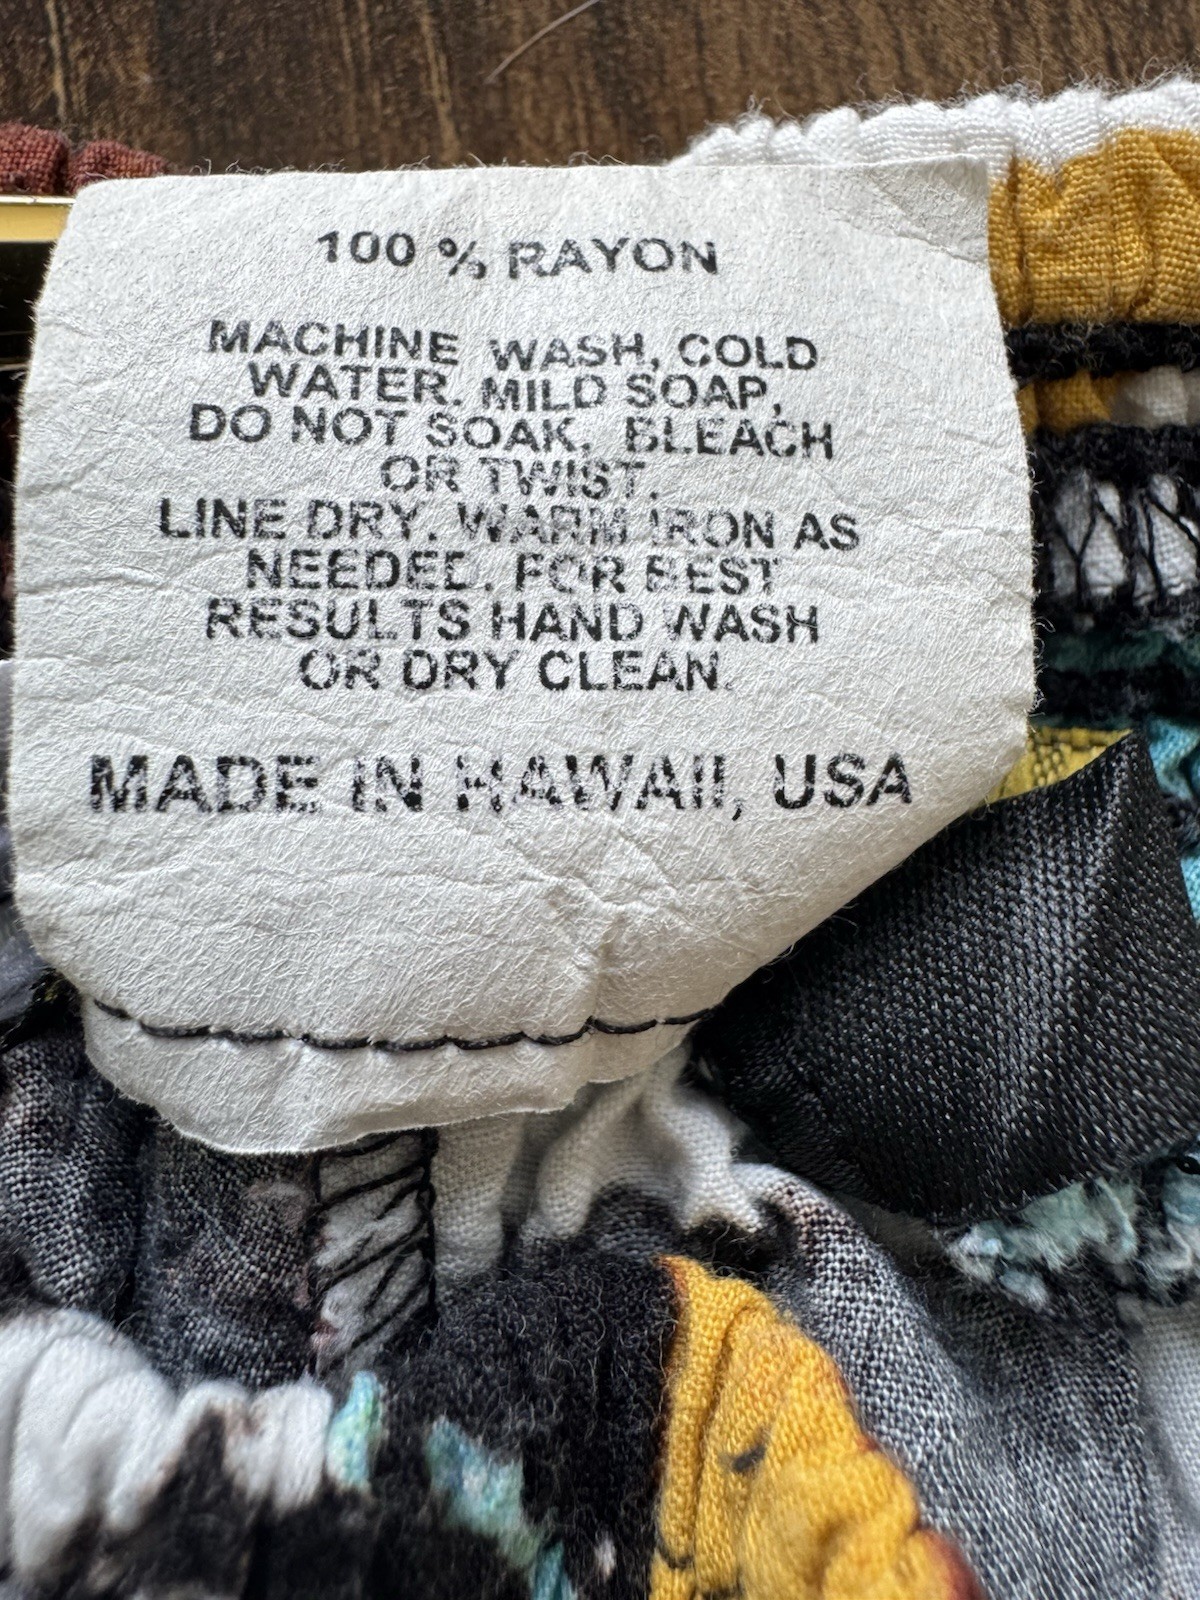 100 % RAYON
MACHINE WASH, COLD
WATER. MILD SOAP,
DO NOT SOAK, BLEACH
OR TWIST.
LINE DRY. WARM IRON AS
NEEDED. FOR BEST
RESULTS HAND WASH
OR DRY CLEAN.
MADE IN HAWAII, USA